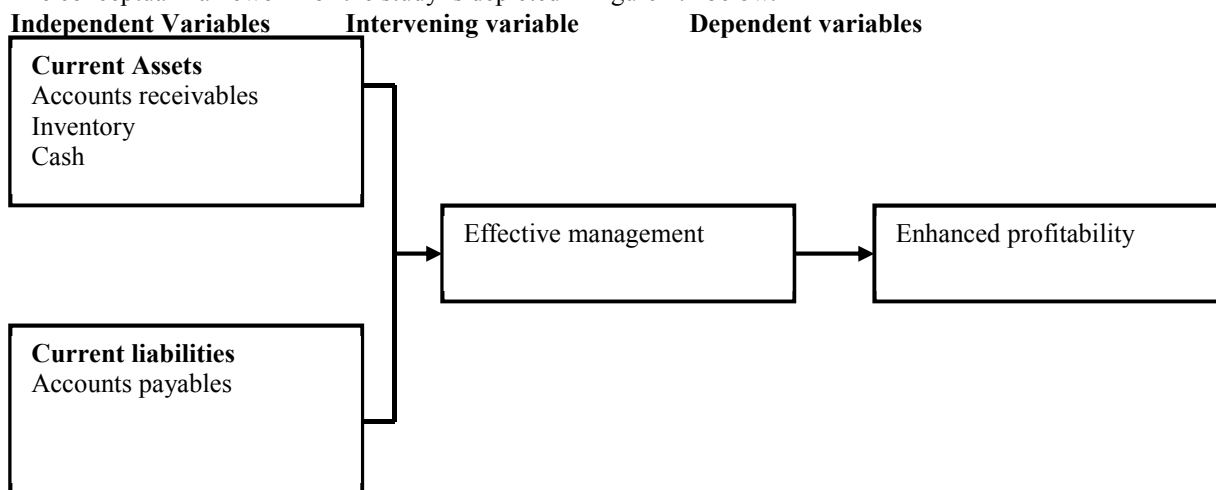 Independent Variables Intervening variable Dependent variables
Current Assets
Accounts receivables
Inventory
Cash
Effective management
Enhanced profitability
Current liabilities
Accounts payables